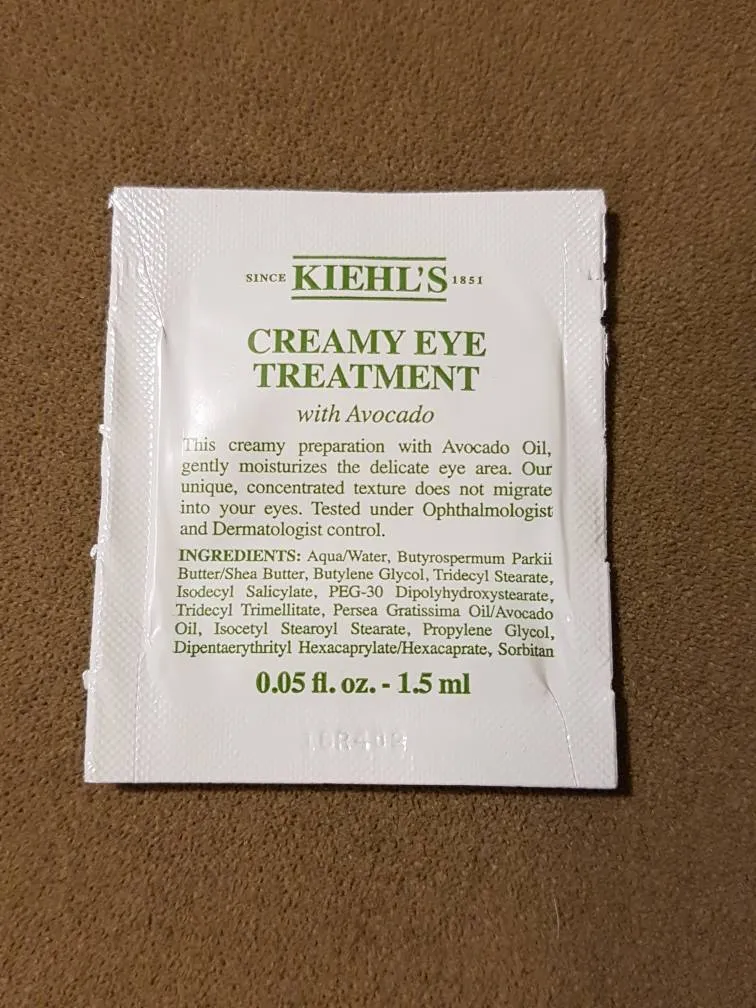 SINCE KIEHL'S 1851
CREAMY EYE
TREATMENT
with Avocado
This creamy preparation with Avocado Oil,
gently moisturizes the delicate eye area. Our
unique, concentrated texture does not migrate
into your eyes. Tested under Ophthalmologist
and Dermatologist control.
INGREDIENTS: Aqua/Water, Butyrospermum Parkii
Butter/Shea Butter, Butylene Glycol, Tridecyl Stearate,
Isodecyl Salicylate, PEG-30 Dipolyhydroxystearate,
Tridecyl Trimellitate, Persea Gratissima Oil/Avocado
Oil, Isocetyl Stearoyl Stearate, Propylene Glycol,
Dipentaerythrityl Hexacaprylate/Hexacaprate, Sorbitan
0.05 fl. oz. - 1.5 ml